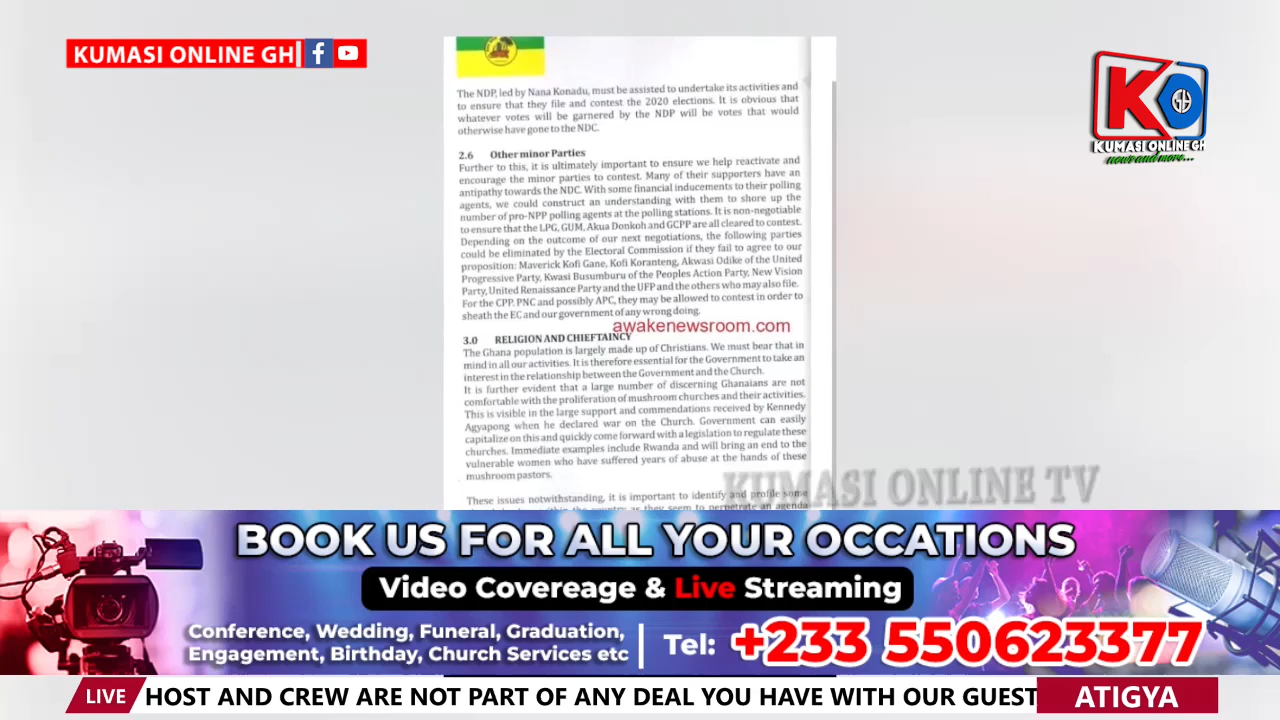 KUMASI ONLINE GH
KO
GH
KUMASI ONLINE GH
news and more...
The NDP, led by Nana Konadu, must be assisted to undertake its activities and
to ensure that they file and contest the 2020 elections. It is obvious that
whatever votes will be garnered by the NDP will be votes that would
otherwise have gone to the NDC.
2.6 Other minor Parties
Further to this, it is ultimately important to ensure we help reactivate and
encourage the minor parties to contest. Many of their supporters have an
antipathy towards the NDC. With some financial inducements to their polling
agents, we could construct an understanding with them to shore up the
number of pro-NPP polling agents at the polling stations. It is non-negotiable
to ensure that the LPG, GUM, Akua Donkoh and GCPP are all cleared to contest.
Depending on the outcome of our next negotiations, the following parties
could be eliminated by the Electoral Commission if they fail to agree to our
proposition: Maverick Kofi Gane, Kofi Koranteng, Akwasi Odike of the United
Progressive Party, Kwasi Busumburu of the Peoples Action Party, New Vision
Party, United Renaissance Party and the UFP and the others who may also file.
For the CPP. PNC and possibly APC, they may be allowed to contest in order to
sheath the EC and our government of any wrong doing.
awakenewsroom.com
3.0 RELIGION AND CHIEFTAINCY
The Ghana population is largely made up of Christians. We must bear that in
mind in all our activities. It is therefore essential for the Government to take an
interest in the relationship between the Government and the Church.
It is further evident that a large number of discerning Ghanaians are not
comfortable with the proliferation of mushroom churches and their activities.
This is visible in the large support and commendations received by Kennedy
Agyapong when he declared war on the Church. Government can easily
capitalize on this and quickly come forward with a legislation to regulate these
churches. Immediate examples include Rwanda and will bring an end to the
vulnerable women who have suffered years of abuse at the hands of these
mushroom pastors.
KUMASI ONLINE TV
These issues notwithstanding, it is important to identify and profile some
within the country as they seem to perpetrate an agenda
BOOK US FOR ALL YOUR OCCATIONS
Video Covereage & Live Streaming
Conference, Wedding, Funeral, Graduation,
Engagement, Birthday, Church Services etc
Tel: +233 550623377
LIVE HOST AND CREW ARE NOT PART OF ANY DEAL YOU HAVE WITH OUR GUEST
ATIGYA